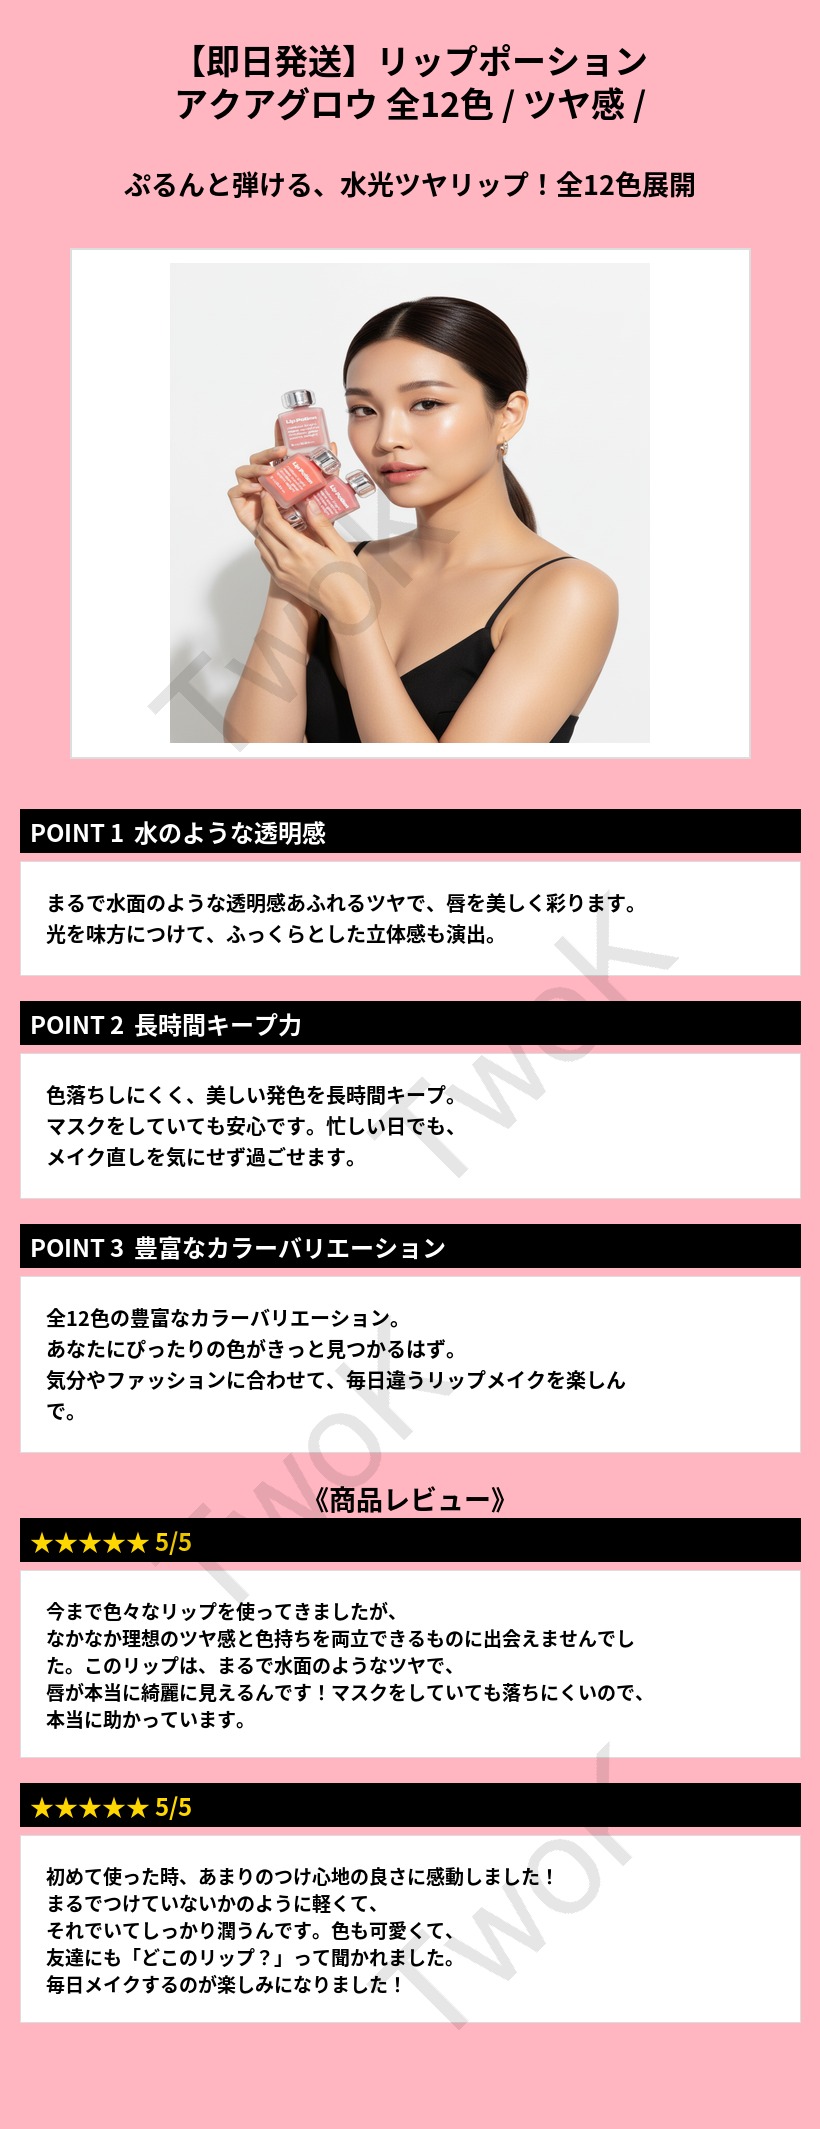 【即日発送】リップポーション
アクアグロウ 全12色 / ツヤ感 /
ぷるんと弾ける、水光ツヤリップ！全12色展開
Lip Potion
Lip Potion
Lip Potion
TwoK
POINT 1 水のような透明感
まるで水面のような透明感あふれるツヤで、唇を美しく彩ります。
光を味方につけて、ふっくらとした立体感も演出。
TwoK
POINT 2 長時間キープ力
色落ちしにくく、美しい発色を長時間キープ。
マスクをしていても安心です。忙しい日でも、
メイク直しを気にせず過ごせます。
POINT 3 豊富なカラーバリエーション
全12色の豊富なカラーバリエーション。
あなたにぴったりの色がきっと見つかるはず。
気分やファッションに合わせて、毎日違うリップメイクを楽しん
で。
TwoK
《商品レビュー》
★★★★★ 5/5
今まで色々なリップを使ってきましたが、
なかなか理想のツヤ感と色持ちを両立できるものに出会えませんでし
た。このリップは、まるで水面のようなツヤで、
唇が本当に綺麗に見えるんです！マスクをしていても落ちにくいので、
本当に助かっています。
★★★★★ 5/5
初めて使った時、あまりのつけ心地の良さに感動しました！
まるでつけていないかのように軽くて、
それでいてしっかり潤うんです。色も可愛くて、
友達にも「どこのリップ？」って聞かれました。
毎日メイクするのが楽しみになりました！
TwoK